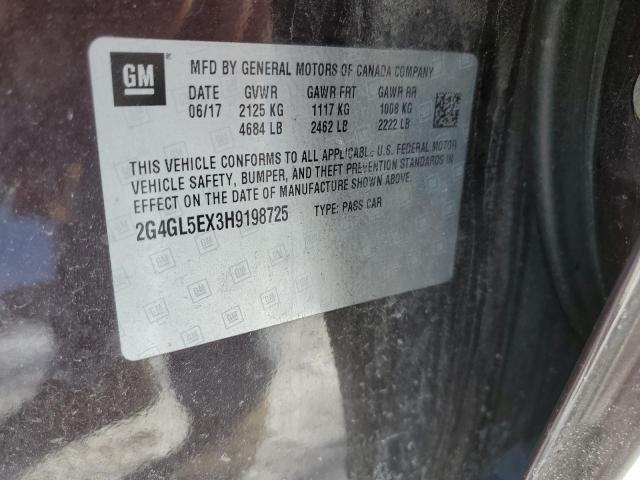 GM
MFD BY GENERAL MOTORS OF CANADA COMPANY
DATE GVWR GAWR FRT GAWR RR
06/17 2125 KG 1117 KG 1008 KG
4684 LB 2462 LB 2222 LB
THIS VEHICLE CONFORMS TO ALL APPLICABLE U.S. FEDERAL MOTOR
VEHICLE SAFETY, BUMPER, AND THEFT PREVENTION STANDARDS IN
EFFECT ON THE DATE OF MANUFACTURE SHOWN ABOVE.
2G4GL5EX3H9198725 TYPE: PASS CAR